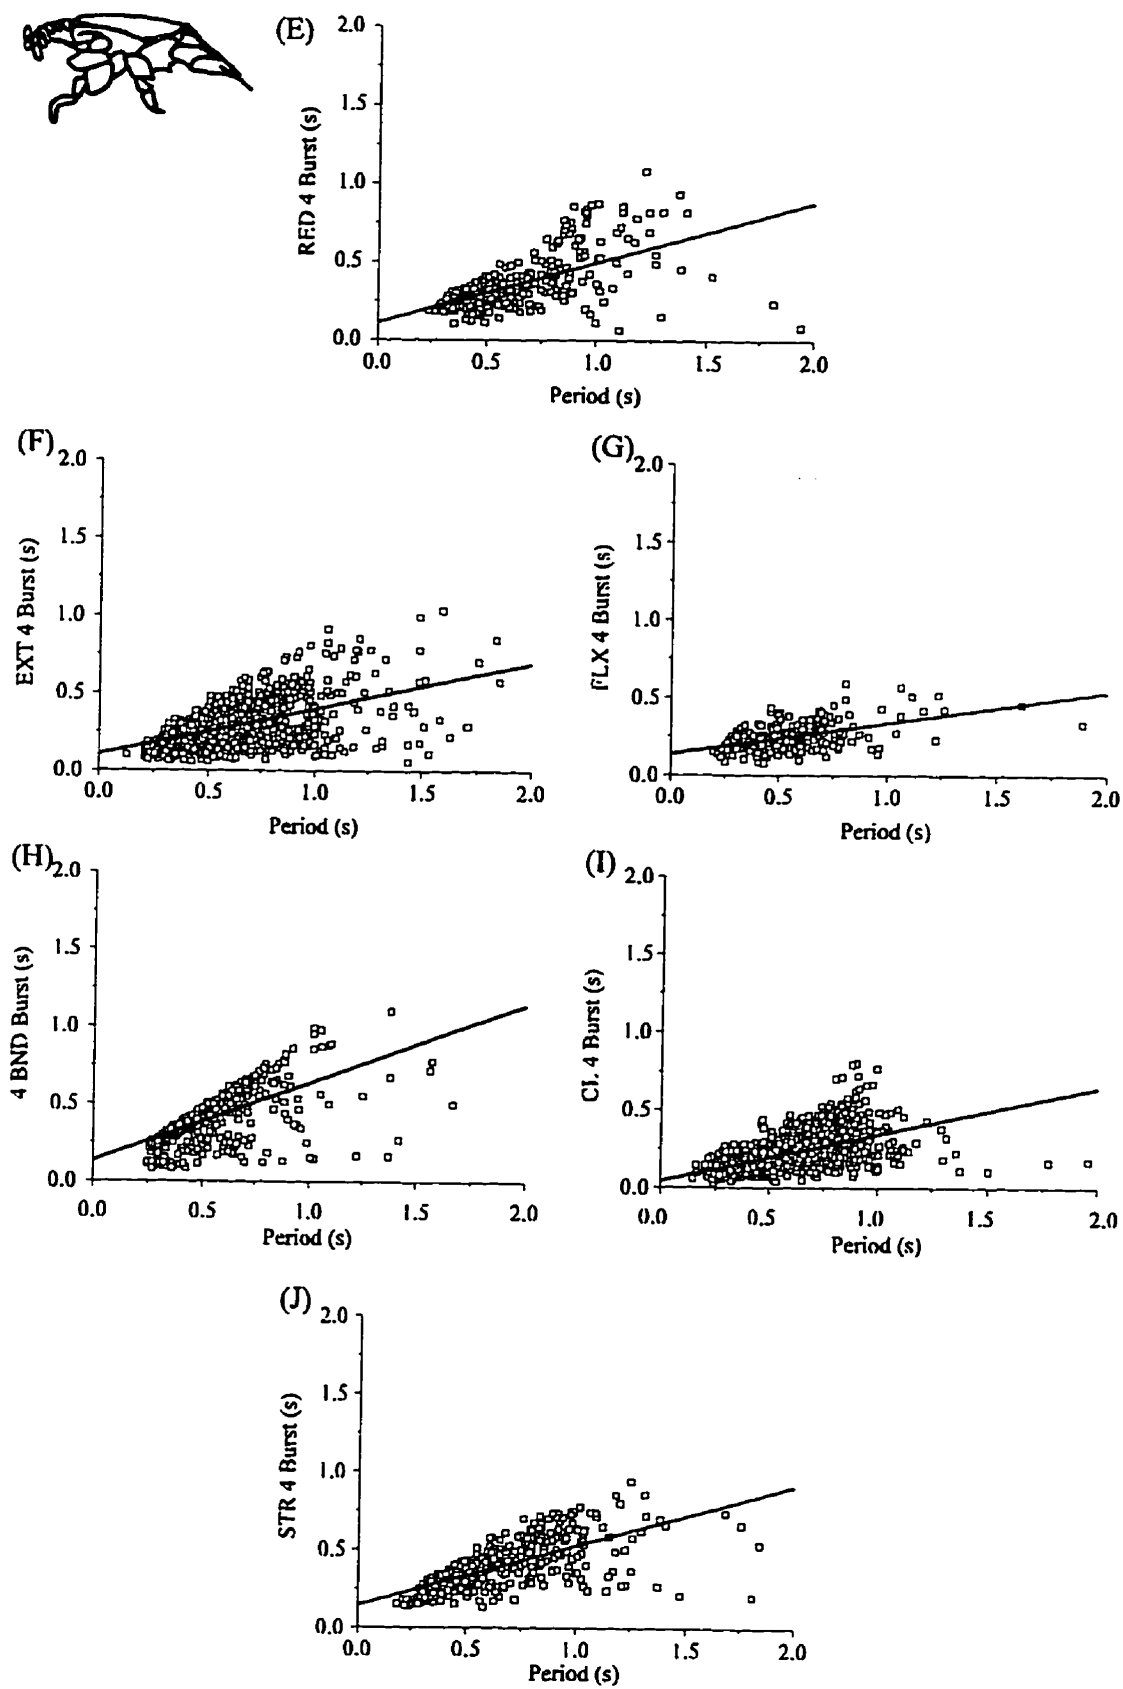 (E)
2.0
1.5
1.0
0.5
0.0
RED 4 Burst (s)
0.0 0.5 1.0 1.5 2.0
Period (s)
(F)
2.0
1.5
1.0
0.5
0.0
EXT 4 Burst (s)
0.0 0.5 1.0 1.5 2.0
Period (s)
(G)
2.0
1.5
1.0
0.5
0.0
FLX 4 Burst (s)
0.0 0.5 1.0 1.5 2.0
Period (s)
(H)
2.0
1.5
1.0
0.5
0.0
4 BND Burst (s)
0.0 0.5 1.0 1.5 2.0
Period (s)
(I)
2.0
1.5
1.0
0.5
0.0
CL 4 Burst (s)
0.0 0.5 1.0 1.5 2.0
Period (s)
(J)
2.0
1.5
1.0
0.5
0.0
STR 4 Burst (s)
0.0 0.5 1.0 1.5 2.0
Period (s)